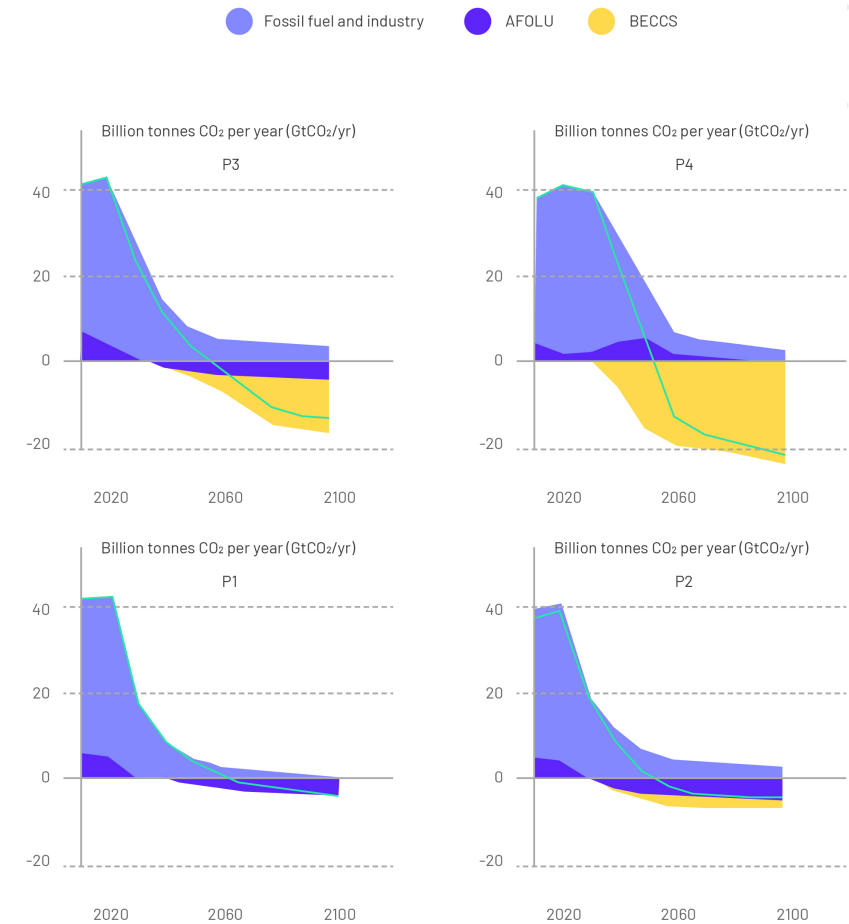 Fossil fuel and industry AFOLU BECCS
Billion tonnes CO₂ per year (GtCO₂/yr)
P3
40
20
0
-20
2020 2060 2100
Billion tonnes CO₂ per year (GtCO₂/yr)
P4
40
20
0
-20
2020 2060 2100
Billion tonnes CO₂ per year (GtCO₂/yr)
P1
40
20
0
-20
2020 2060 2100
Billion tonnes CO₂ per year (GtCO₂/yr)
P2
40
20
0
-20
2020 2060 2100